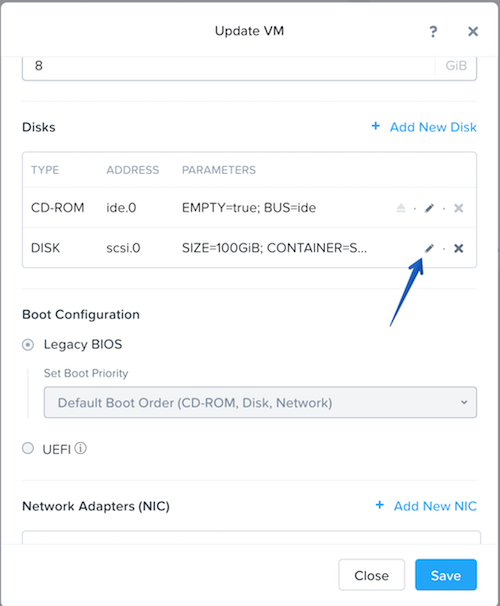 Update VM ? ×
8 GiB
Disks + Add New Disk
TYPE ADDRESS PARAMETERS
CD-ROM ide.0 EMPTY=true; BUS=ide
DISK scsi.0 SIZE=100GiB; CONTAINER=S...
Boot Configuration
Legacy BIOS
Set Boot Priority
Default Boot Order (CD-ROM, Disk, Network)
UEFI
Network Adapters (NIC) + Add New NIC
Close Save